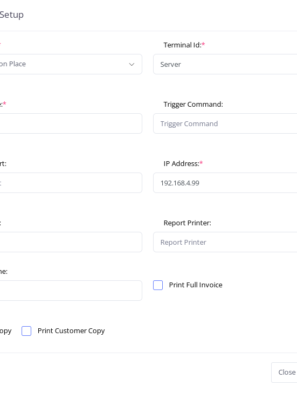 Setup
Terminal Id:*
on Place
Server
:*
Trigger Command:
Trigger Command
rt:
IP Address:*
192.168.4.99
:
Report Printer:
Report Printer
ne:
Print Full Invoice
opy
Print Customer Copy
Close